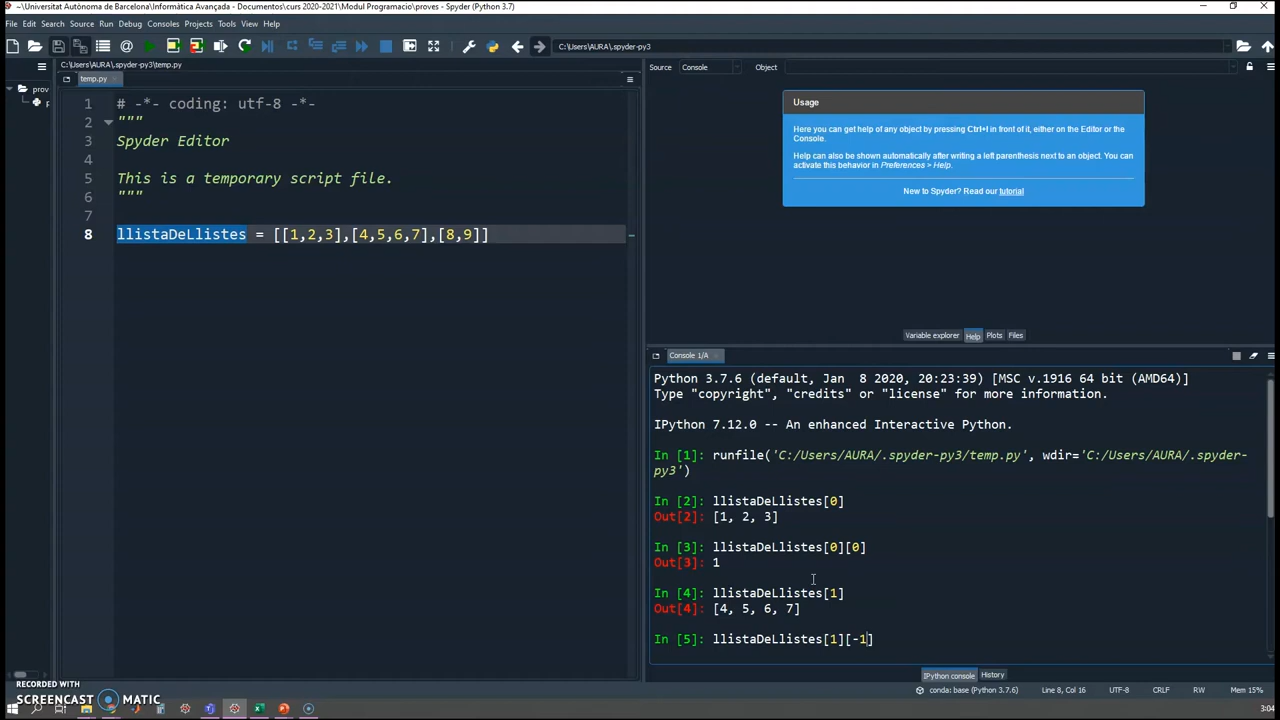 ~\Universitat Autònoma de Barcelona\Informàtica Avançada - Documentos\curs 2020-2021\Modul Programacio\proves - Spyder (Python 3.7)
File Edit Search Source Run Debug Consoles Projects Tools View Help
C:\Users\AURA\.spyder-py3
C:\Users\AURA\.spyder-py3\temp.py
Source Console Object
prov
temp.py
Usage
Here you can get help of any object by pressing Ctrl+I in front of it, either on the Editor or the
Console.
Help can also be shown automatically after writing a left parenthesis next to an object. You can
activate this behavior in Preferences > Help.
New to Spyder? Read our tutorial
1 # -*- coding: utf-8 -*-
2 """
3 Spyder Editor
4
5 This is a temporary script file.
6 """
7
8 llistaDeLlistes = [[1,2,3],[4,5,6,7],[8,9]]
Variable explorer Help Plots Files
Console 1/A
Python 3.7.6 (default, Jan  8 2020, 20:23:39) [MSC v.1916 64 bit (AMD64)]
Type "copyright", "credits" or "license" for more information.
IPython 7.12.0 -- An enhanced Interactive Python.
In [1]: runfile('C:/Users/AURA/.spyder-py3/temp.py', wdir='C:/Users/AURA/.spyder-
py3')
In [2]: llistaDeLlistes[0]
Out[2]: [1, 2, 3]
In [3]: llistaDeLlistes[0][0]
Out[3]: 1
In [4]: llistaDeLlistes[1]
Out[4]: [4, 5, 6, 7]
In [5]: llistaDeLlistes[1][-1]
IPython console History
conda: base (Python 3.7.6) Line 8, Col 16 UTF-8 CRLF RW Mem 15%
RECORDED WITH
SCREENCAST MATIC
3:04